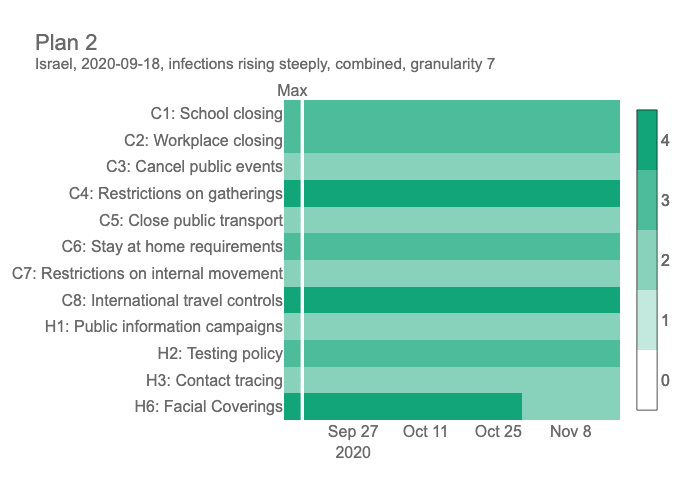 Plan 2
Israel, 2020-09-18, infections rising steeply, combined, granularity 7
Max
C1: School closing
C2: Workplace closing
C3: Cancel public events
C4: Restrictions on gatherings
C5: Close public transport
C6: Stay at home requirements
C7: Restrictions on internal movement
C8: International travel controls
H1: Public information campaigns
H2: Testing policy
H3: Contact tracing
H6: Facial Coverings
Sep 27 Oct 11 Oct 25 Nov 8
2020
4
3
2
1
0